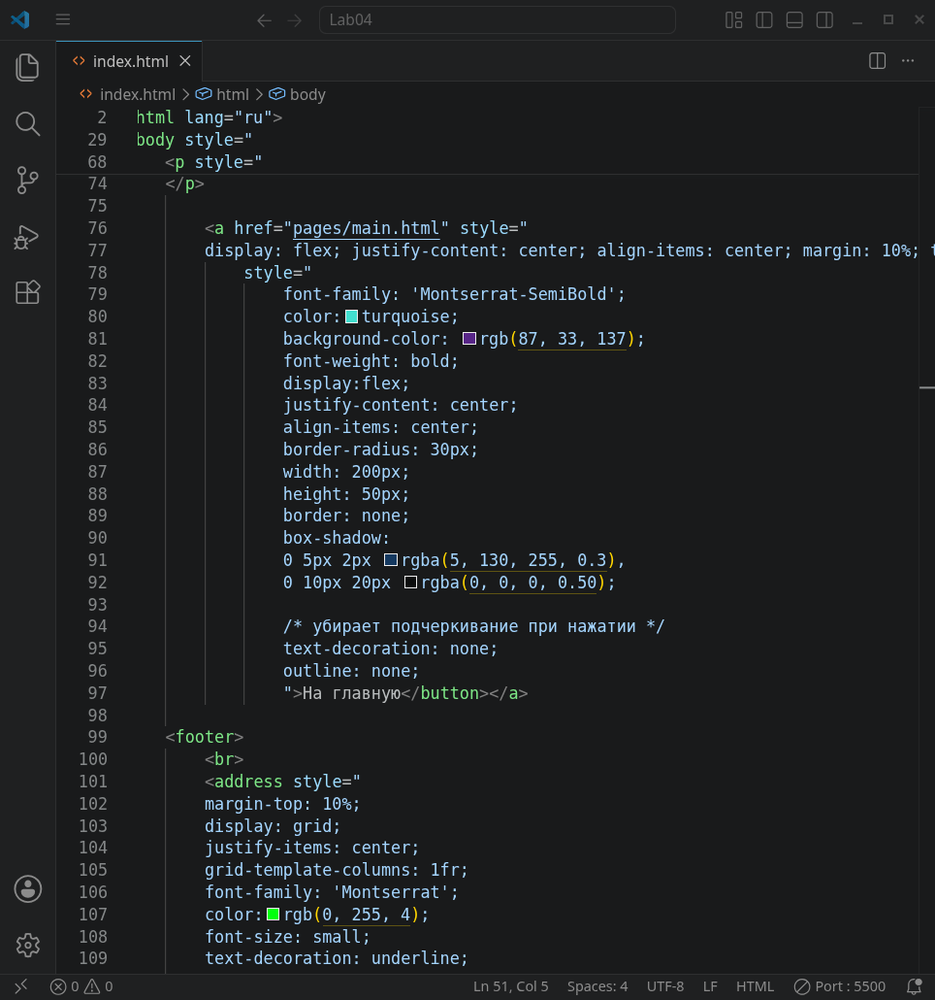 Lab04
index.html
index.html > html > body
2 html lang="ru">
29 body style="
68 <p style="
74 </p>
75
76 <a href="pages/main.html" style="
77 display: flex; justify-content: center; align-items: center; margin: 10%;
78 style="
79 font-family: 'Montserrat-SemiBold';
80 color: turquoise;
81 background-color: rgb(87, 33, 137);
82 font-weight: bold;
83 display:flex;
84 justify-content: center;
85 align-items: center;
86 border-radius: 30px;
87 width: 200px;
88 height: 50px;
89 border: none;
90 box-shadow:
91 0 5px 2px rgba(5, 130, 255, 0.3),
92 0 10px 20px rgba(0, 0, 0, 0.50);
93
94 /* убирает подчеркивание при нажатии */
95 text-decoration: none;
96 outline: none;
97 ">На главную</button></a>
98
99 <footer>
100 <br>
101 <address style="
102 margin-top: 10%;
103 display: grid;
104 justify-items: center;
105 grid-template-columns: 1fr;
106 font-family: 'Montserrat';
107 color: rgb(0, 255, 4);
108 font-size: small;
109 text-decoration: underline;
0 0 Ln 51, Col 5 Spaces: 4 UTF-8 LF HTML Port : 5500